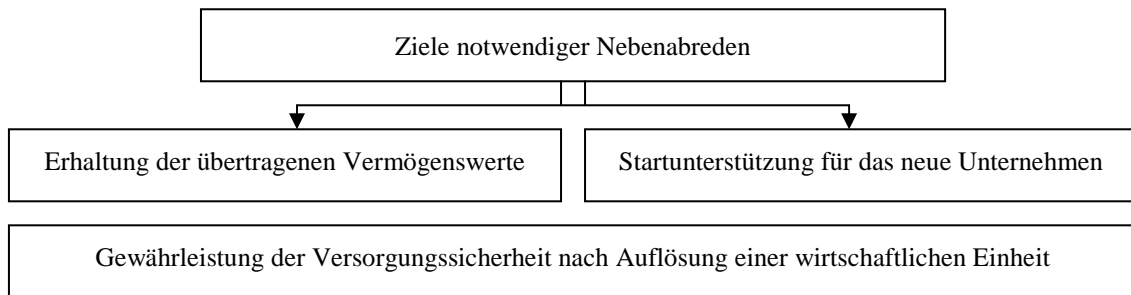 Ziele notwendiger Nebenabreden
Erhaltung der übertragenen Vermögenswerte
Startunterstützung für das neue Unternehmen
Gewährleistung der Versorgungssicherheit nach Auflösung einer wirtschaftlichen Einheit